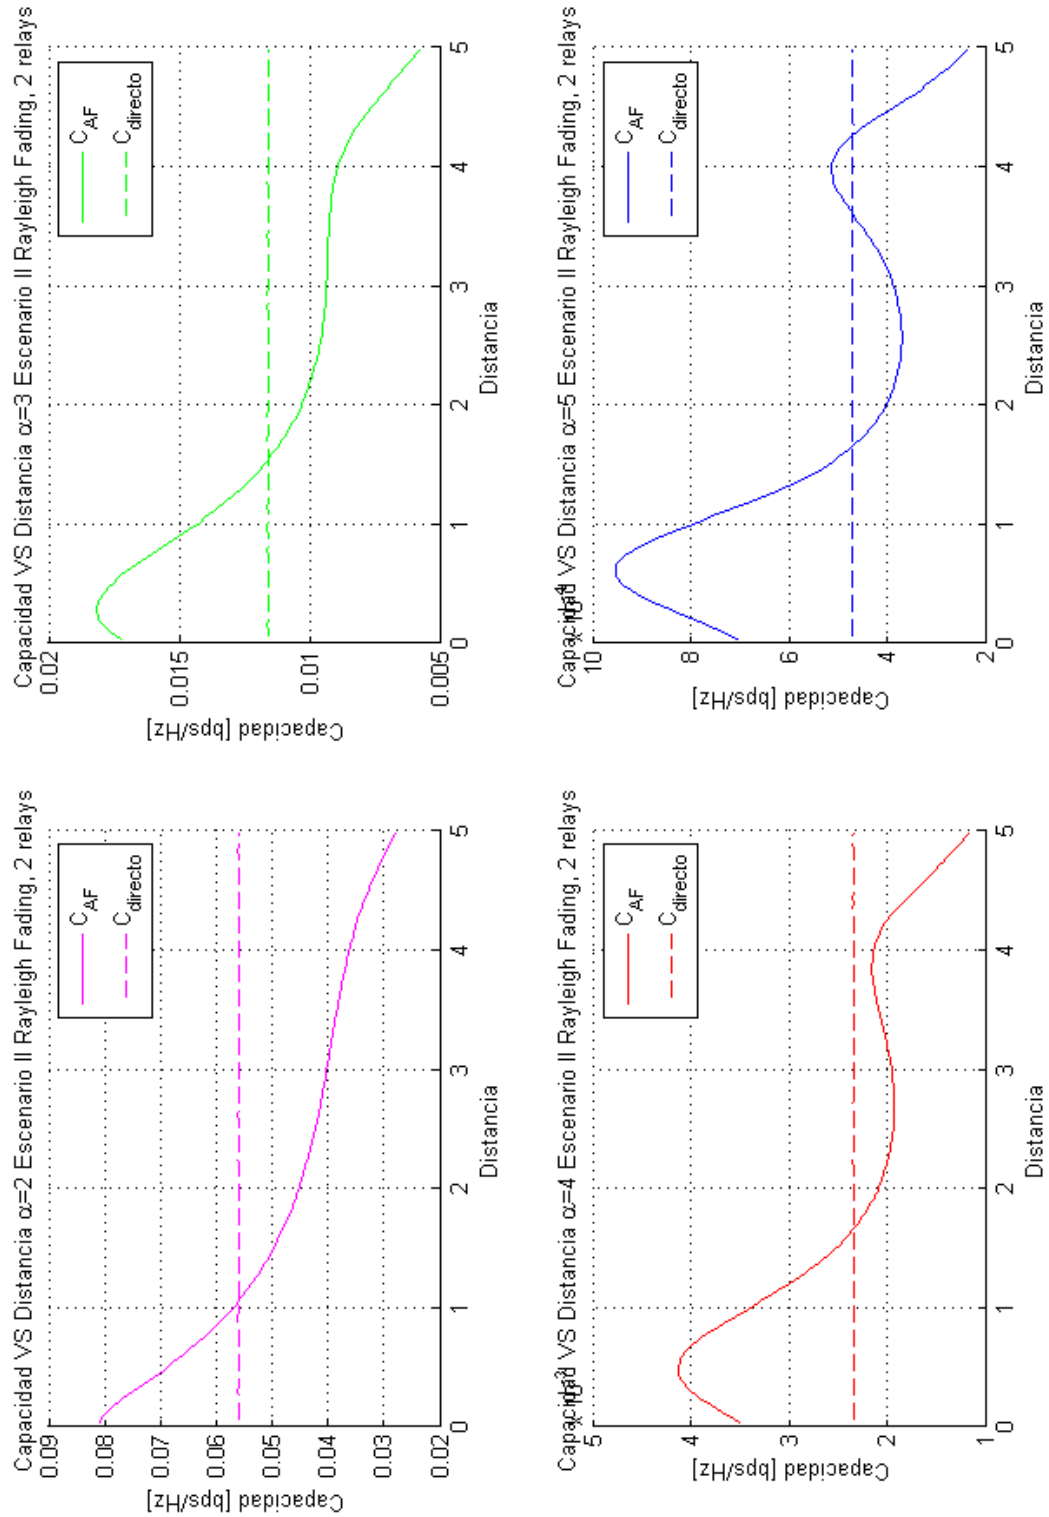 Capacidad VS Distancia α=2 Escenario II Rayleigh Fading, 2 relays
0.09
0.08
0.07
0.06
0.05
0.04
0.03
0.02
Capacidad [bps/Hz]
0 1 2 3 4 5
Distancia
C_AF
C_directo
Capacidad VS Distancia α=3 Escenario II Rayleigh Fading, 2 relays
0.02
0.015
0.01
0.005
Capacidad [bps/Hz]
0 1 2 3 4 5
Distancia
C_AF
C_directo
Capacidad VS Distancia α=4 Escenario II Rayleigh Fading, 2 relays
x 10^-3
5
4
3
2
1
Capacidad [bps/Hz]
0 1 2 3 4 5
Distancia
C_AF
C_directo
Capacidad VS Distancia α=5 Escenario II Rayleigh Fading, 2 relays
x 10^-4
10
8
6
4
2
Capacidad [bps/Hz]
0 1 2 3 4 5
Distancia
C_AF
C_directo